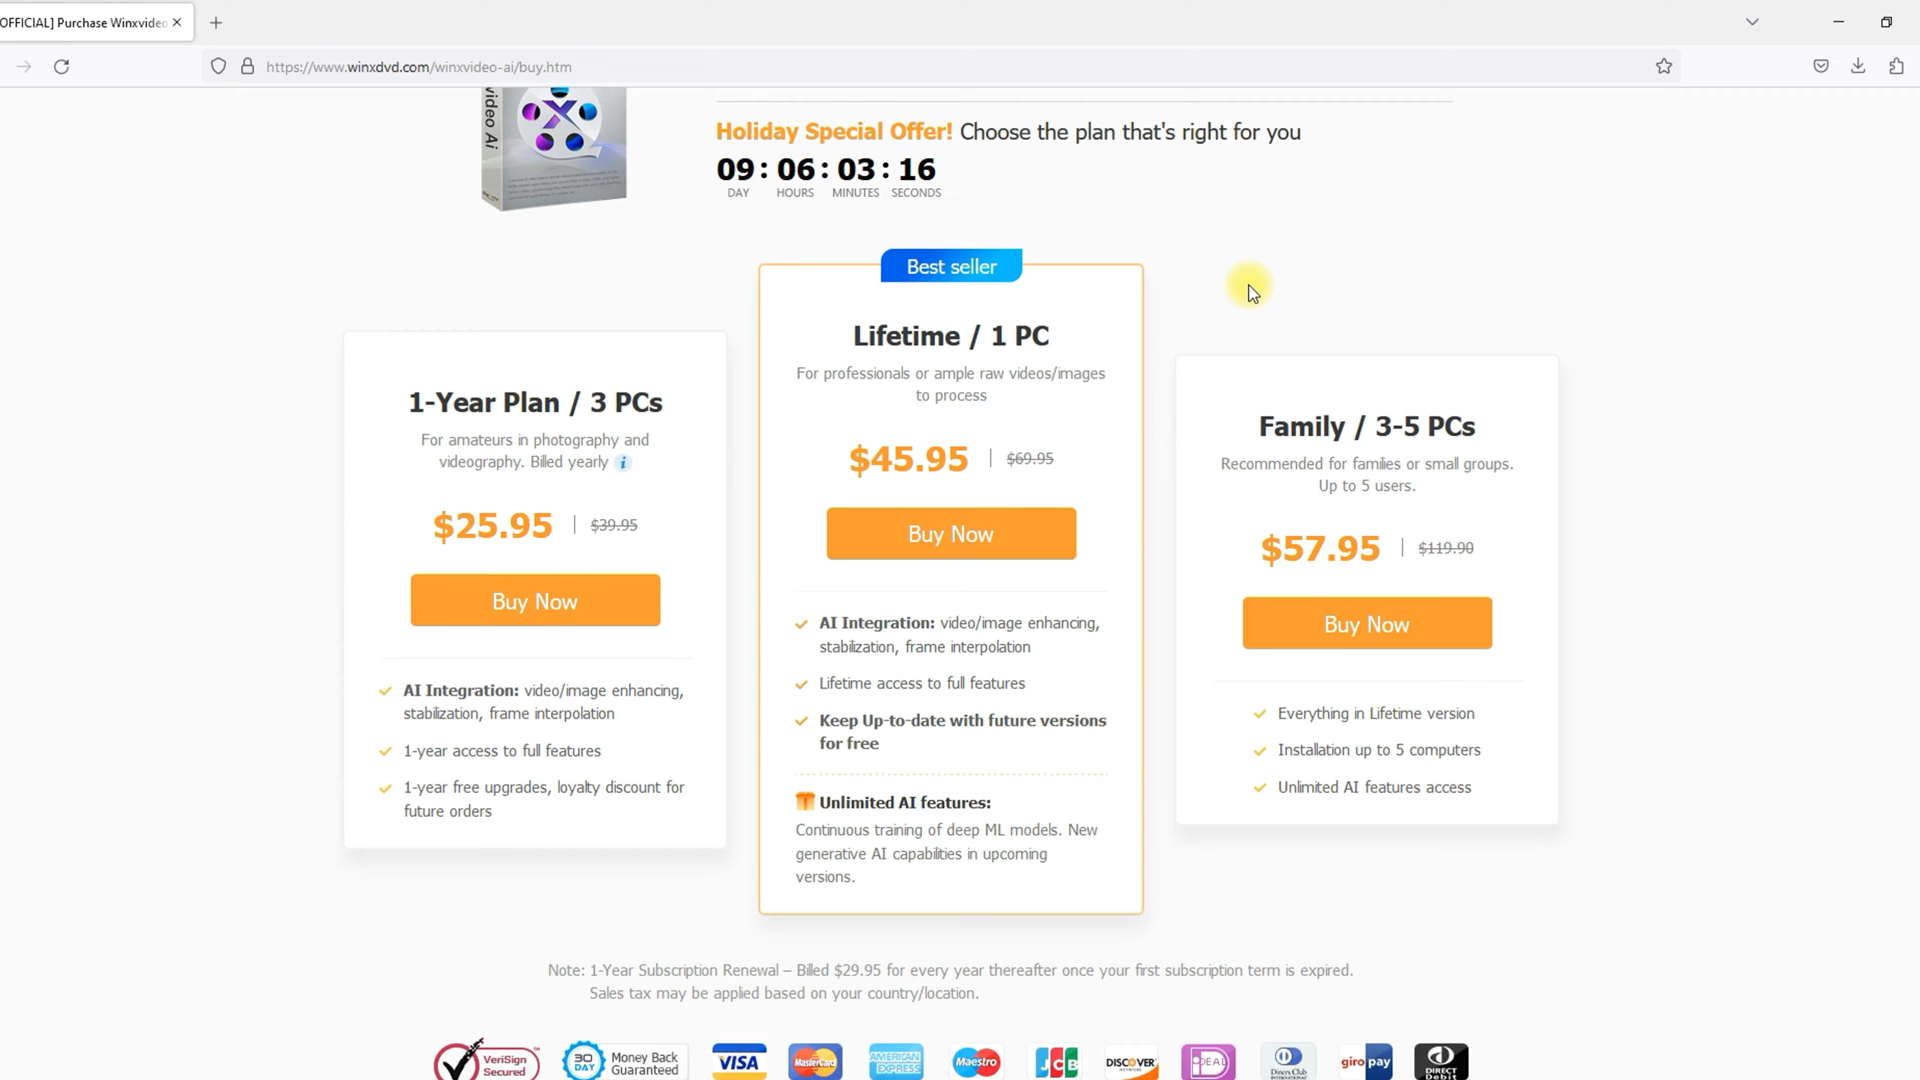 OFFICIAL] Purchase Winxvideo
https://www.winxdvd.com/winxvideo-ai/buy.htm
video Ai
Holiday Special Offer! Choose the plan that's right for you
09 : 06 : 03 : 16
DAY HOURS MINUTES SECONDS
1-Year Plan / 3 PCs
For amateurs in photography and
videography. Billed yearly
$25.95 | $39.95
Buy Now
AI Integration: video/image enhancing,
stabilization, frame interpolation
1-year access to full features
1-year free upgrades, loyalty discount for
future orders
Best seller
Lifetime / 1 PC
For professionals or ample raw videos/images
to process
$45.95 | $69.95
Buy Now
AI Integration: video/image enhancing,
stabilization, frame interpolation
Lifetime access to full features
Keep Up-to-date with future versions
for free
Unlimited AI features:
Continuous training of deep ML models. New
generative AI capabilities in upcoming
versions.
Family / 3-5 PCs
Recommended for families or small groups.
Up to 5 users.
$57.95 | $119.90
Buy Now
Everything in Lifetime version
Installation up to 5 computers
Unlimited AI features access
Note: 1-Year Subscription Renewal – Billed $29.95 for every year thereafter once your first subscription term is expired.
Sales tax may be applied based on your country/location.
VeriSign
Secured
30
DAY
Money Back
Guaranteed
VISA
MasterCard
AMERICAN
EXPRESS
Maestro
JCB
DISCOVER
NETWORK
iDEAL
Diners Club
INTERNATIONAL
giropay
DIRECT
Debit